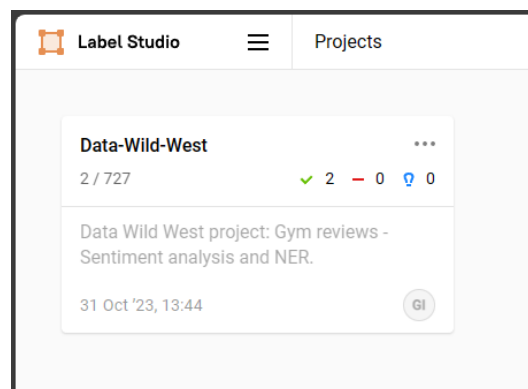 Label Studio
Projects
Data-Wild-West
2 / 727
2
0
0
Data Wild West project: Gym reviews -
Sentiment analysis and NER.
31 Oct '23, 13:44
GI